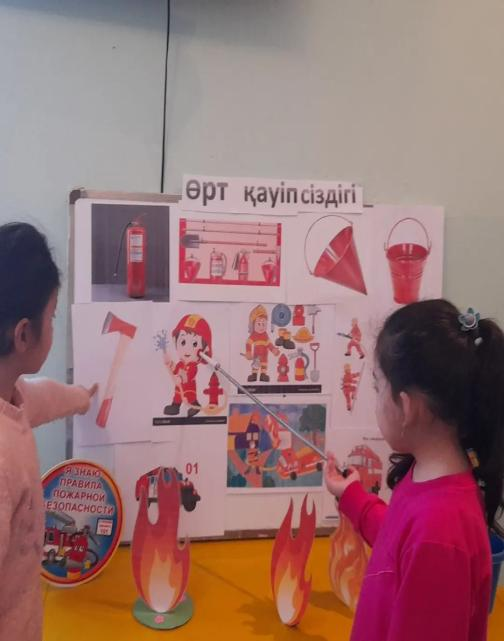 Өрт қауіпсіздігі
01
Я ЗНАЮ
ПРАВИЛА
ПОЖАРНОЙ
БЕЗОПАСНОСТИ